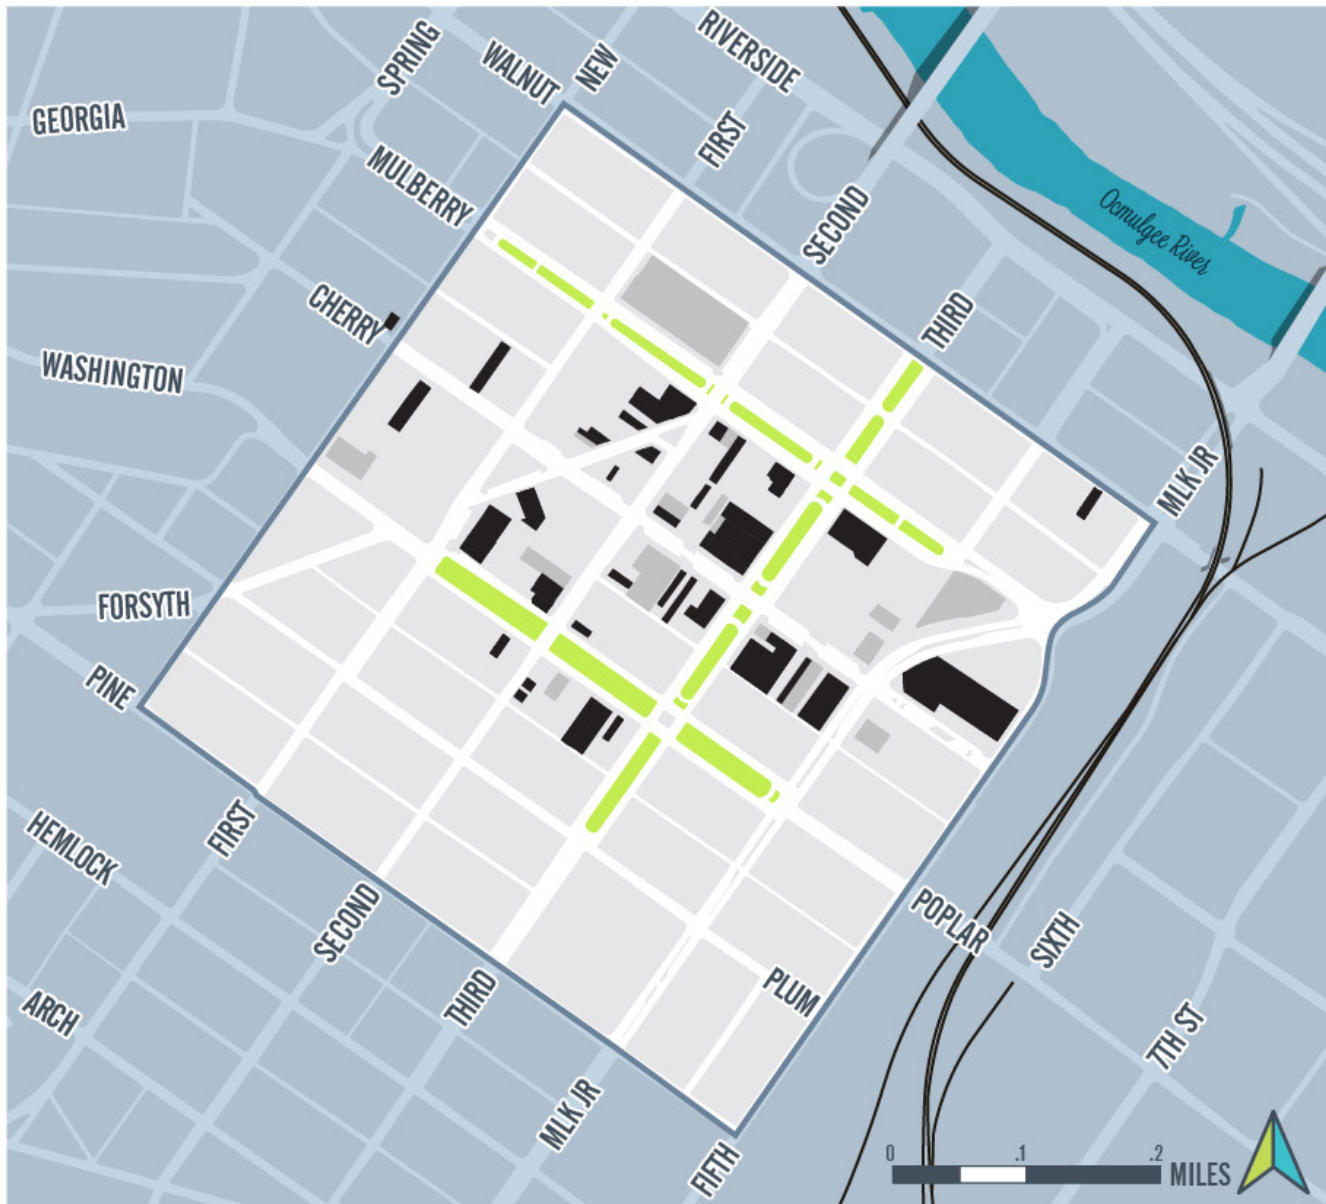 SPRING
WALNUT
NEW
RIVERSIDE
GEORGIA
FIRST
MULBERRY
SECOND
Ocmulgee River
CHERRY
THIRD
WASHINGTON
MLK JR
FORSYTH
PINE
FIRST
HEMLOCK
SECOND
POPLAR
SIXTH
THIRD
PLUM
ARCH
7TH ST
MLK JR
FIFTH
0 .1 .2
MILES